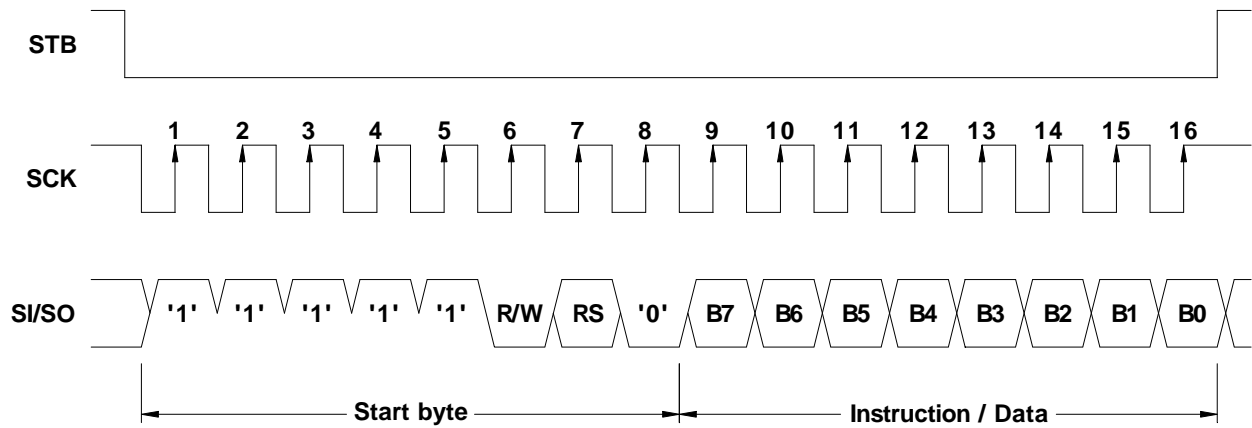 STB
1 2 3 4 5 6 7 8 9 10 11 12 13 14 15 16
SCK
SI/SO '1' '1' '1' '1' '1' R/W RS '0' B7 B6 B5 B4 B3 B2 B1 B0
Start byte Instruction / Data